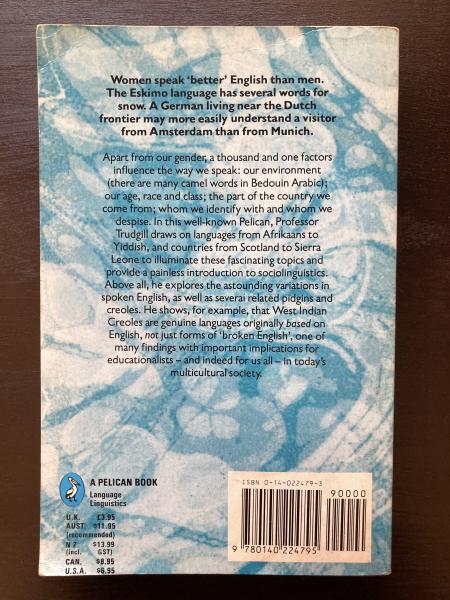 Women speak ‘better’ English than men.
The Eskimo language has several words for
snow. A German living near the Dutch
frontier may more easily understand a visitor
from Amsterdam than from Munich.
Apart from our gender, a thousand and one factors
influence the way we speak: our environment
(there are many camel words in Bedouin Arabic);
our age, race and class; the part of the country we
come from; whom we identify with and whom we
despise. In this well-known Pelican, Professor
Trudgill draws on languages from Afrikaans to
Yiddish, and countries from Scotland to Sierra
Leone to illuminate these fascinating topics and
provide a painless introduction to sociolinguistics.
Above all, he explores the astounding variations in
spoken English, as well as several related pidgins and
creoles. He shows, for example, that West Indian
Creoles are genuine languages originally based on
English, not just forms of ‘broken English’, one of
many findings with important implications for
educationalists – and indeed for us all – in today’s
multicultural society.
A PELICAN BOOK
Language
Linguistics
U.K. £3.95
AUST. $11.95
(recommended)
N Z $13.99
(incl. GST)
CAN. $8.95
U.S.A. $6.95
ISBN 0-14-022479-3
90000
9 780140 224795